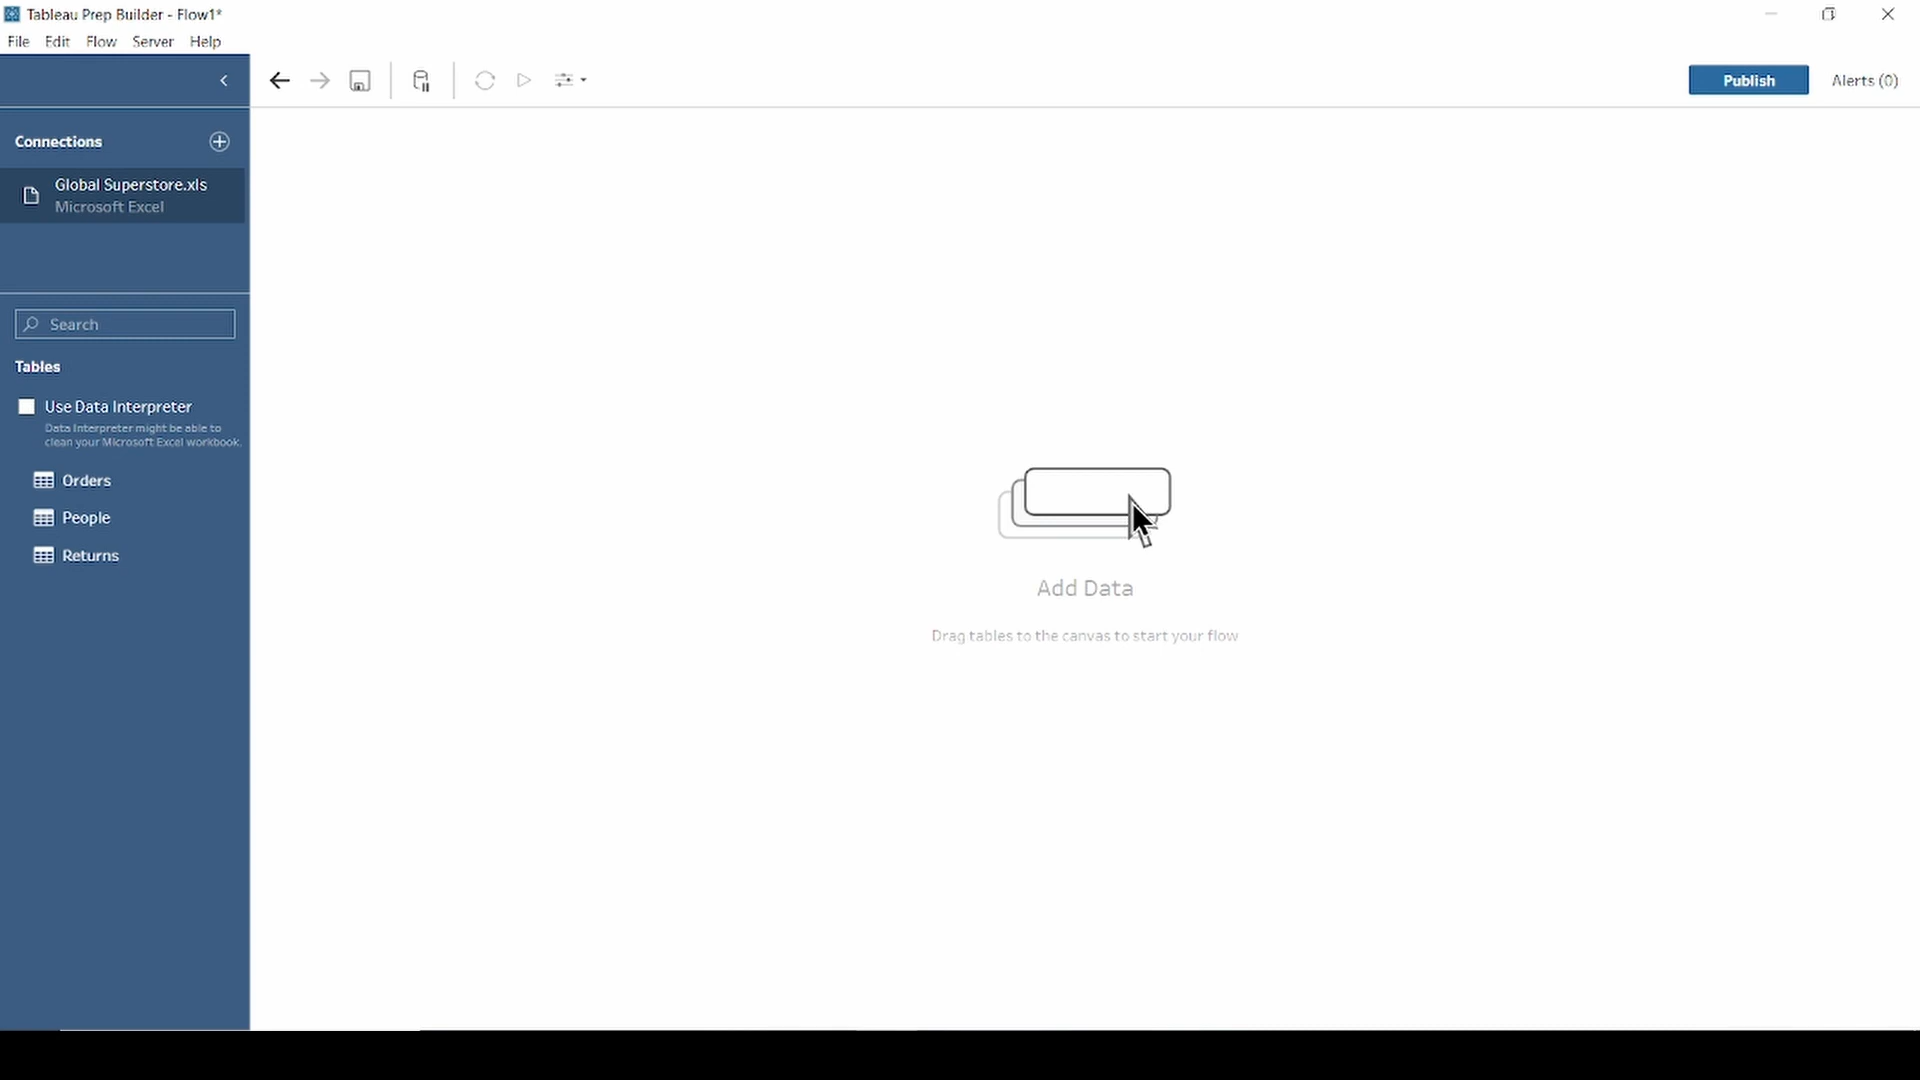 Tableau Prep Builder - Flow1*
File Edit Flow Server Help
Publish Alerts (0)
Connections
Global Superstore.xls
Microsoft Excel
Search
Tables
Use Data Interpreter
Data Interpreter might be able to
clean your Microsoft Excel workbook.
Orders
People
Returns
Add Data
Drag tables to the canvas to start your flow